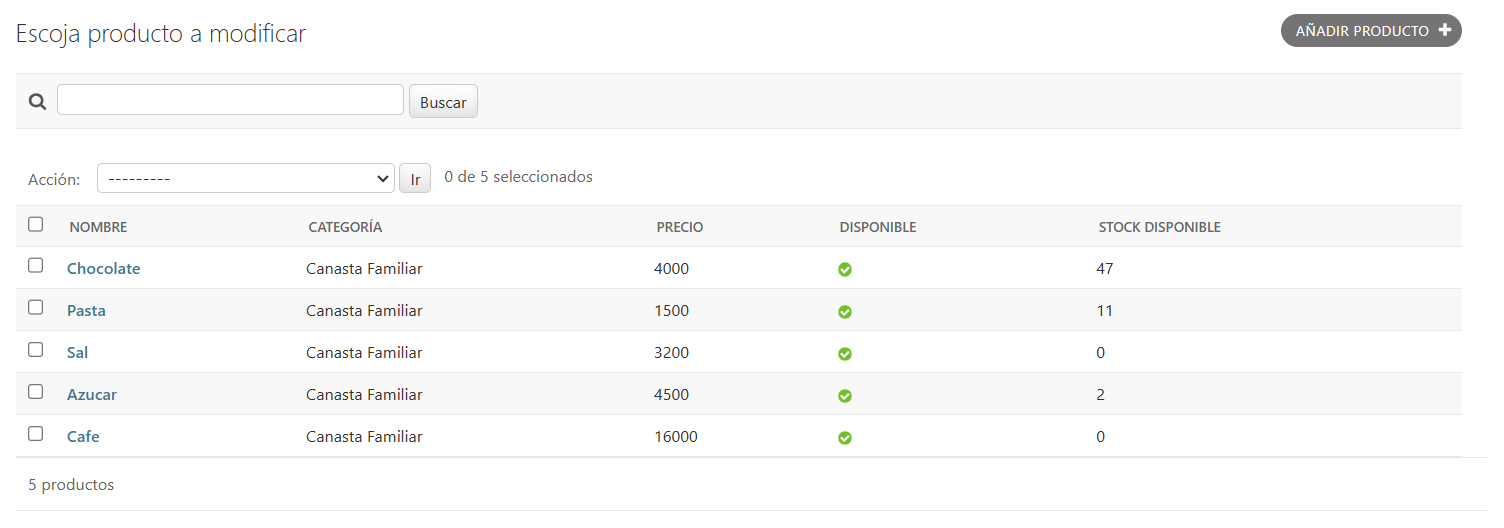 Escoja producto a modificar
AÑADIR PRODUCTO +
Buscar
Acción: --------- Ir 0 de 5 seleccionados
NOMBRE CATEGORÍA PRECIO DISPONIBLE STOCK DISPONIBLE
Chocolate Canasta Familiar 4000 47
Pasta Canasta Familiar 1500 11
Sal Canasta Familiar 3200 0
Azucar Canasta Familiar 4500 2
Cafe Canasta Familiar 16000 0
5 productos